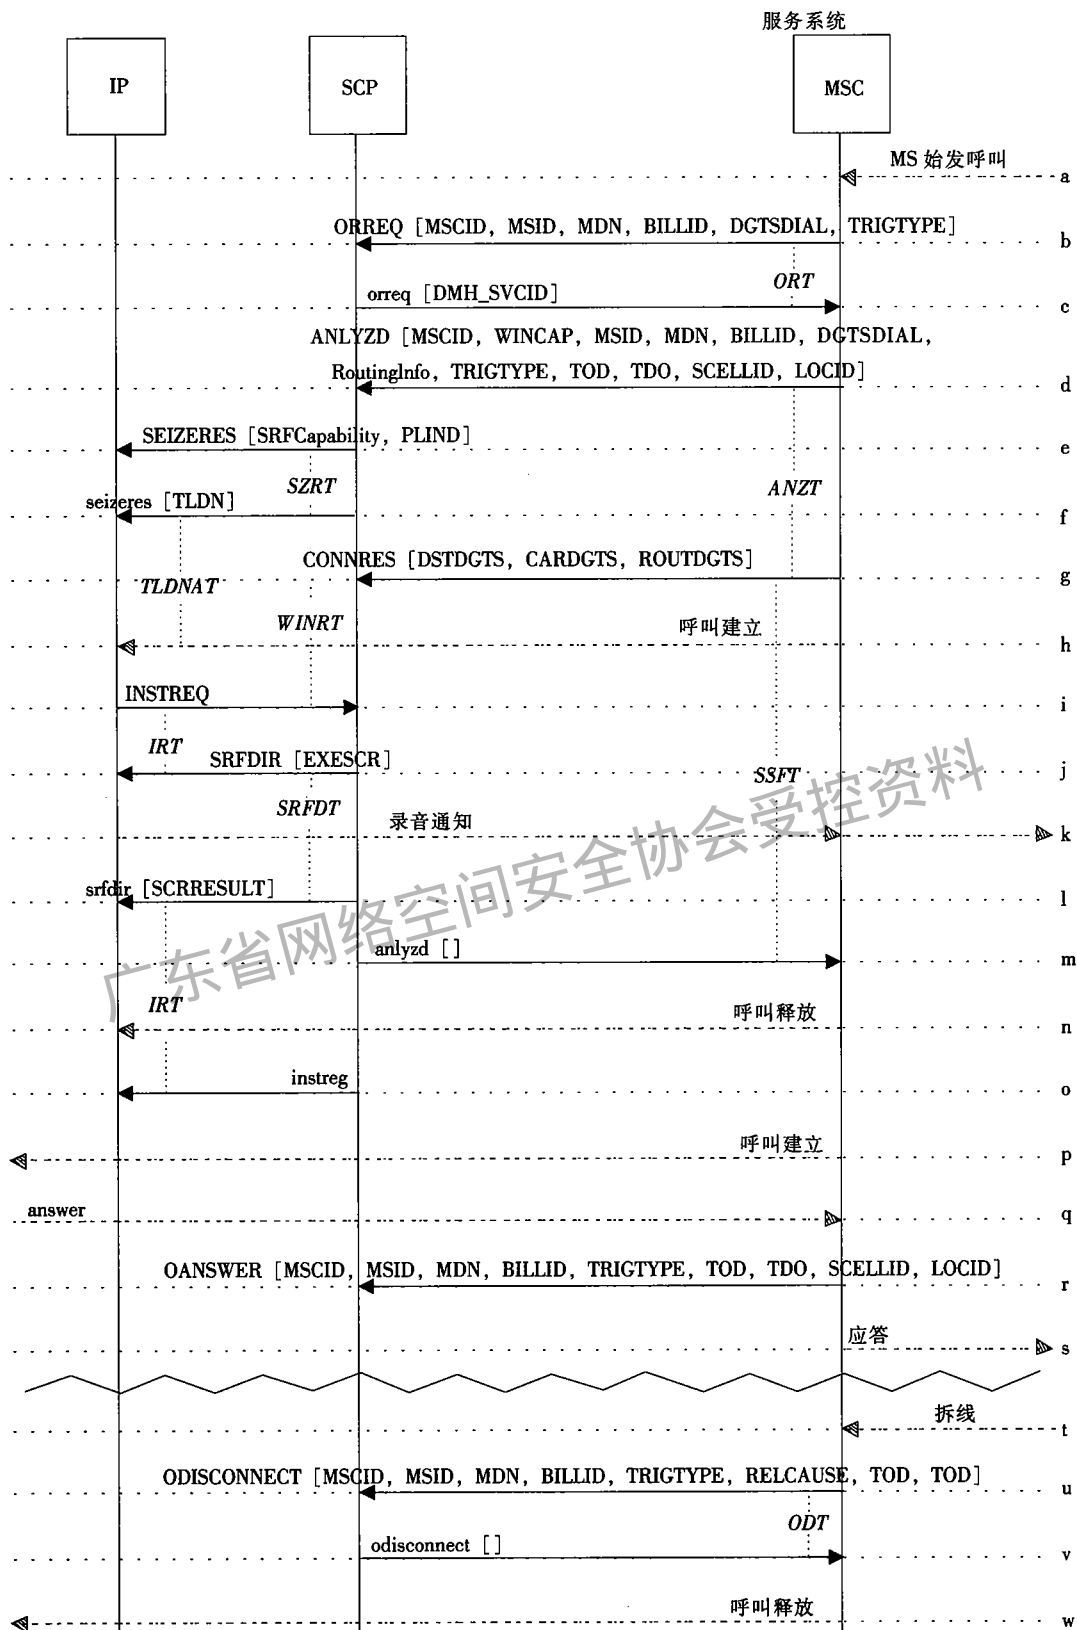 服务系统
IP
SCP
MSC
MS 始发呼叫
a
ORREQ [MSCID, MSID, MDN, BILLID, DGTSDIAL, TRIGTYPE]
b
ORT
orreq [DMH_SVCID]
c
ANLYZD [MSCID, WINCAP, MSID, MDN, BILLID, DGTSDIAL,
RoutingInfo, TRIGTYPE, TOD, TDO, SCELLID, LOCID]
d
SEIZERES [SRFCapability, PLIND]
e
SZRT
ANZT
seizeres [TLDN]
f
CONNRES [DSTDGTS, CARDGTS, ROUTDGTS]
g
TLDNAT
WINRT
呼叫建立
h
INSTREQ
i
IRT
SRFDIR [EXESCR]
j
SSFT
SRFDT
录音通知
k
srfdir [SCRRESULT]
l
anlyzd []
m
IRT
呼叫释放
n
instreg
o
呼叫建立
p
answer
q
OANSWER [MSCID, MSID, MDN, BILLID, TRIGTYPE, TOD, TDO, SCELLID, LOCID]
r
应答
s
拆线
t
ODISCONNECT [MSCID, MSID, MDN, BILLID, TRIGTYPE, RELCAUSE, TOD, TOD]
u
ODT
odisconnect []
v
呼叫释放
w
广东省网络空间安全协会受控资料